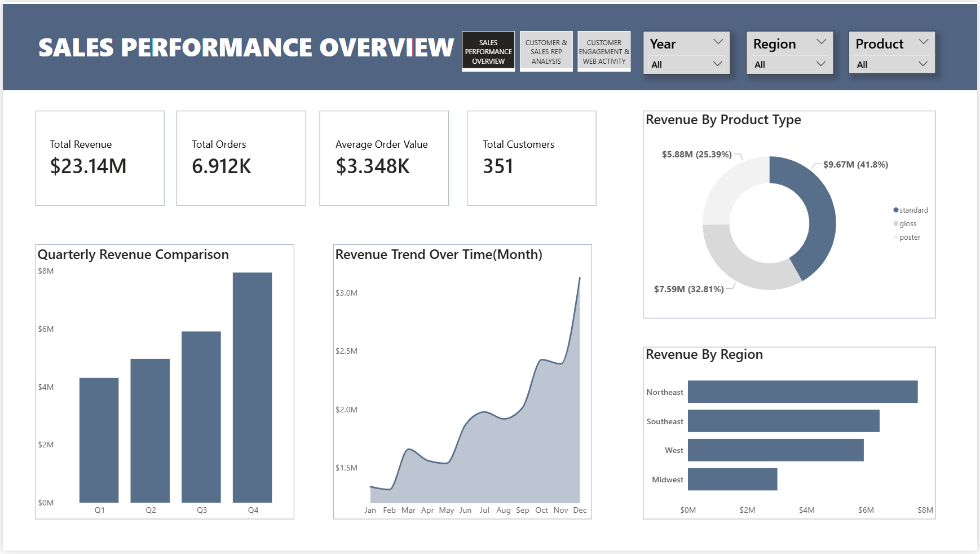 SALES PERFORMANCE OVERVIEW
SALES
PERFORMANCE
OVERVIEW
CUSTOMER &
SALES REP
ANALYSIS
CUSTOMER
ENGAGEMENT &
WEB ACTIVITY
Year
All
Region
All
Product
All
Total Revenue
$23.14M
Total Orders
6.912K
Average Order Value
$3.348K
Total Customers
351
Revenue By Product Type
$5.88M (25.39%)
$9.67M (41.8%)
$7.59M (32.81%)
standard
gloss
poster
Quarterly Revenue Comparison
$8M
$6M
$4M
$2M
$0M
Q1 Q2 Q3 Q4
Revenue Trend Over Time(Month)
$3.0M
$2.5M
$2.0M
$1.5M
Jan Feb Mar Apr May Jun Jul Aug Sep Oct Nov Dec
Revenue By Region
Northeast
Southeast
West
Midwest
$0M $2M $4M $6M $8M